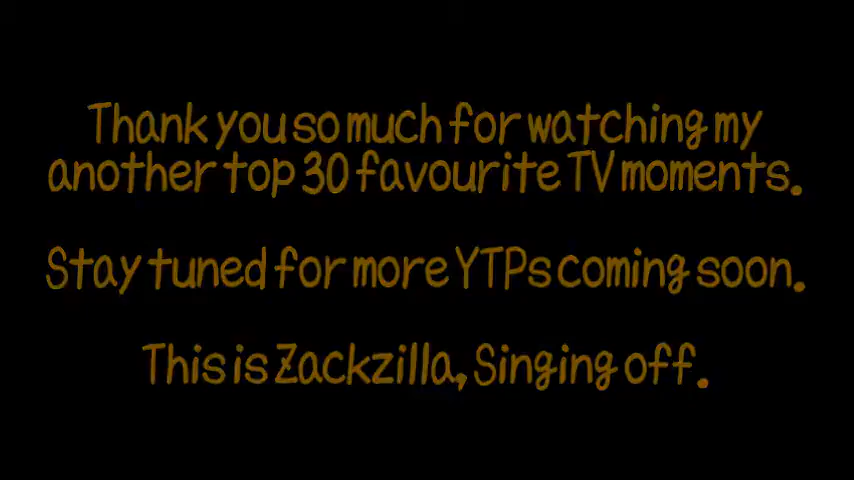 Thank you so much for watching my
another top 30 favourite TV moments.
Stay tuned for more YTPs coming soon.
This is Zackzilla, Singing off.